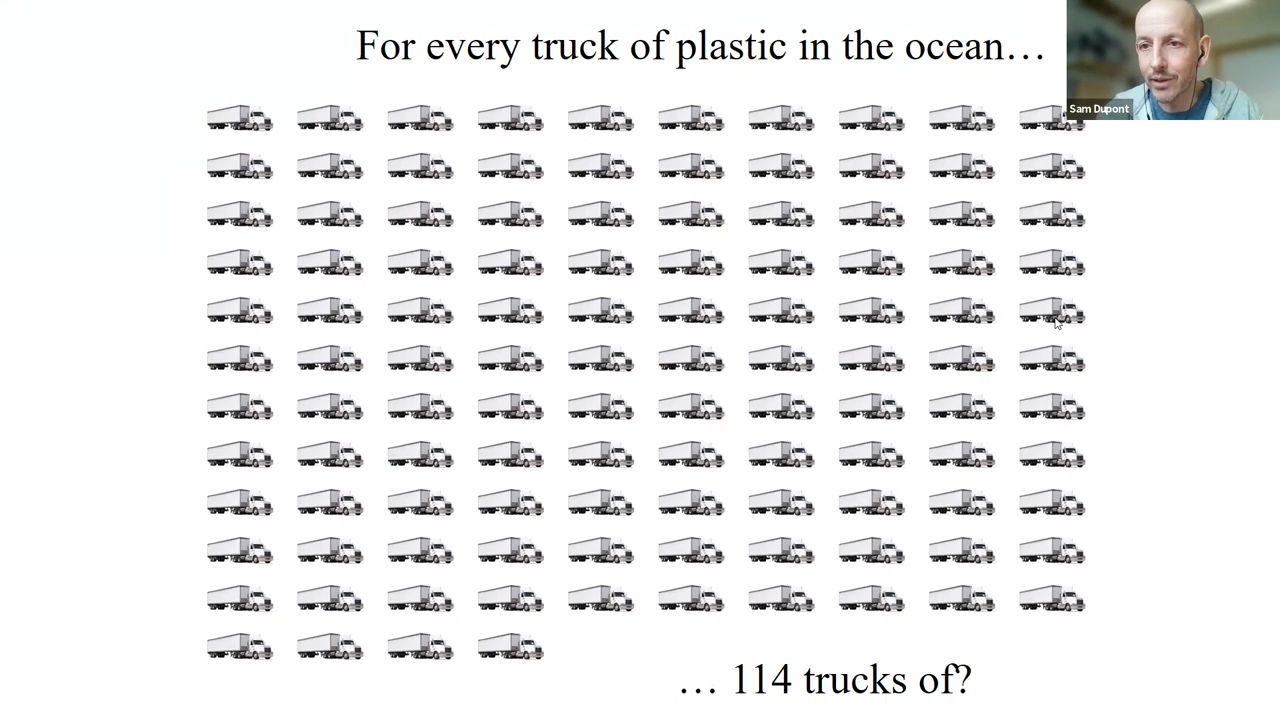 For every truck of plastic in the ocean…
Sam Dupont
… 114 trucks of?